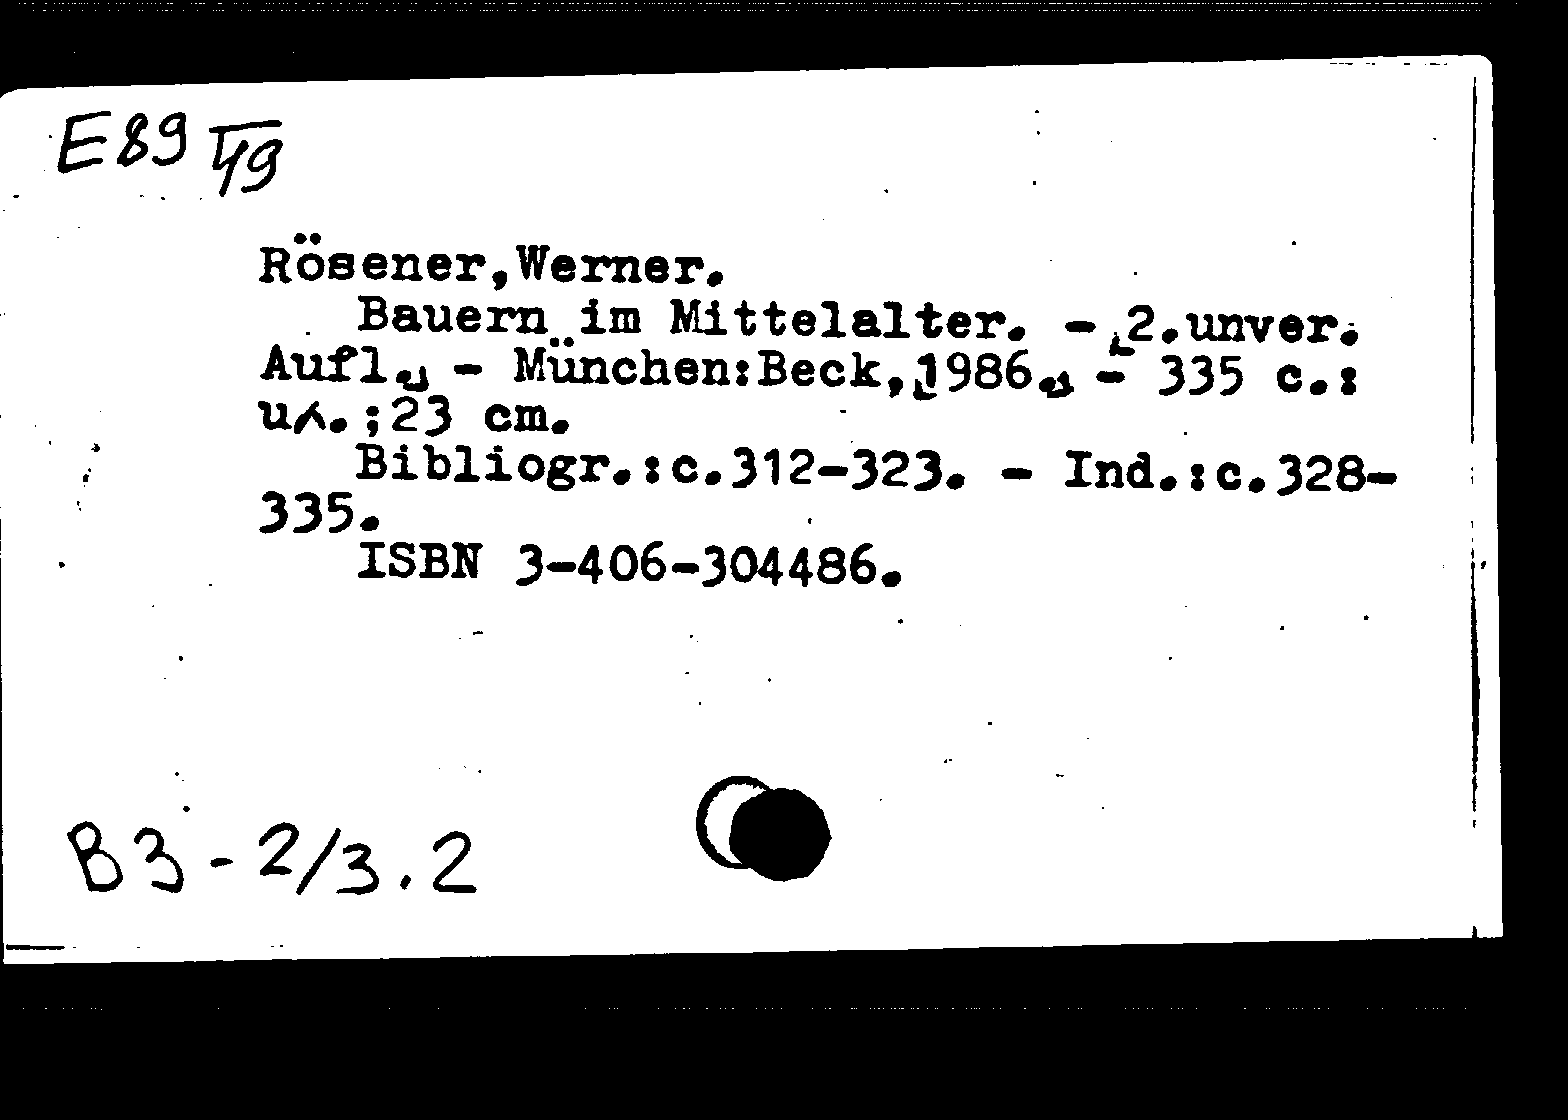 E89 V/49
Rösener,Werner.
Bauern im Mittelalter. - [2.unver.
Aufl.] - München:Beck,[1986.] - 335 c.:
ил.;23 cm.
Bibliogr.:c.312-323. - Ind.:c.328-
335.
ISBN 3-406-304486.
B3-2/3.2